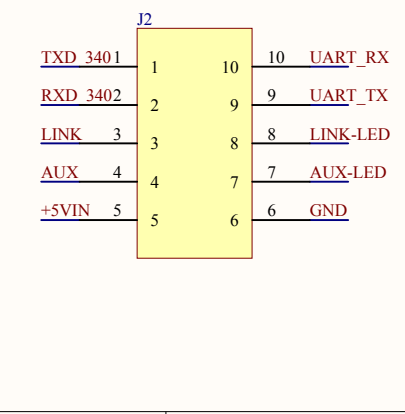 J2
TXD_340 1 1 10 10 UART_RX
RXD_340 2 2 9 9 UART_TX
LINK 3 3 8 8 LINK-LED
AUX 4 4 7 7 AUX-LED
+5VIN 5 5 6 6 GND